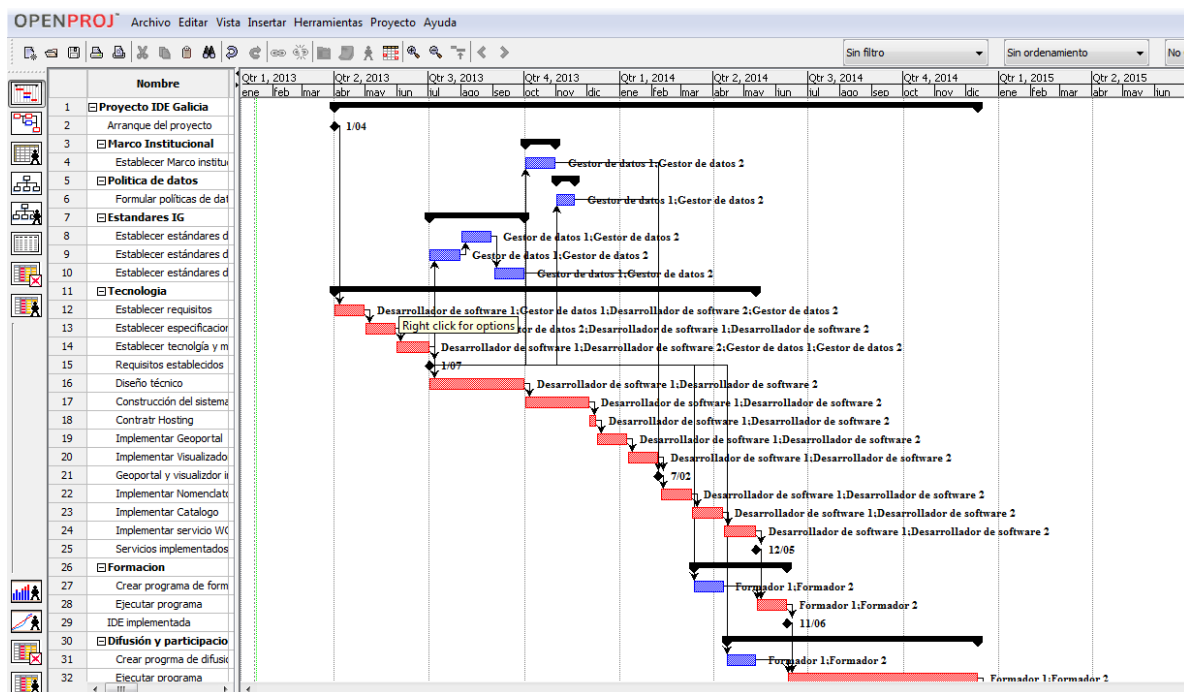 OPENPROJ Archivo Editar Vista Insertar Herramientas Proyecto Ayuda
Sin filtro Sin ordenamiento No
Nombre Qtr 1, 2013 Qtr 2, 2013 Qtr 3, 2013 Qtr 4, 2013 Qtr 1, 2014 Qtr 2, 2014 Qtr 3, 2014 Qtr 4, 2014 Qtr 1, 2015 Qtr 2, 2015
ene feb mar abr may jun jul ago sep oct nov dic ene feb mar abr may jun jul ago sep oct nov dic ene feb mar abr may jun
1 Proyecto IDE Galicia
2 Arranque del proyecto 1/04
3 Marco Institucional
4 Establecer Marco institu Gestor de datos 1;Gestor de datos 2
5 Politica de datos
6 Formular políticas de dat Gestor de datos 1;Gestor de datos 2
7 Estandares IG
8 Establecer estándares d Gestor de datos 1;Gestor de datos 2
9 Establecer estándares d Gestor de datos 1;Gestor de datos 2
10 Establecer estándares d Gestor de datos 1;Gestor de datos 2
11 Tecnologia
12 Establecer requisitos Desarrollador de software 1;Gestor de datos 1;Desarrollador de software 2;Gestor de datos 2
13 Establecer especificacior Right click for options tor de datos 2;Desarrollador de software 1;Desarrollador de software 2
14 Establecer tecnolgía y m Desarrollador de software 1;Desarrollador de software 2;Gestor de datos 1;Gestor de datos 2
15 Requisitos establecidos 1/07
16 Diseño técnico Desarrollador de software 1;Desarrollador de software 2
17 Construcción del sistema Desarrollador de software 1;Desarrollador de software 2
18 Contratr Hosting Desarrollador de software 1;Desarrollador de software 2
19 Implementar Geoportal Desarrollador de software 1;Desarrollador de software 2
20 Implementar Visualizado Desarrollador de software 1;Desarrollador de software 2
21 Geoportal y visualizdor i 7/02
22 Implementar Nomenclato Desarrollador de software 1;Desarrollador de software 2
23 Implementar Catalogo Desarrollador de software 1;Desarrollador de software 2
24 Implementar servicio WC Desarrollador de software 1;Desarrollador de software 2
25 Servicios implementados 12/05
26 Formacion
27 Crear programa de form Formador 1;Formador 2
28 Ejecutar programa Formador 1;Formador 2
29 IDE implementada 11/06
30 Difusión y participacio
31 Crear progrma de difusió Formador 1;Formador 2
32 Ejecutar programa Formador 1;Formador 2